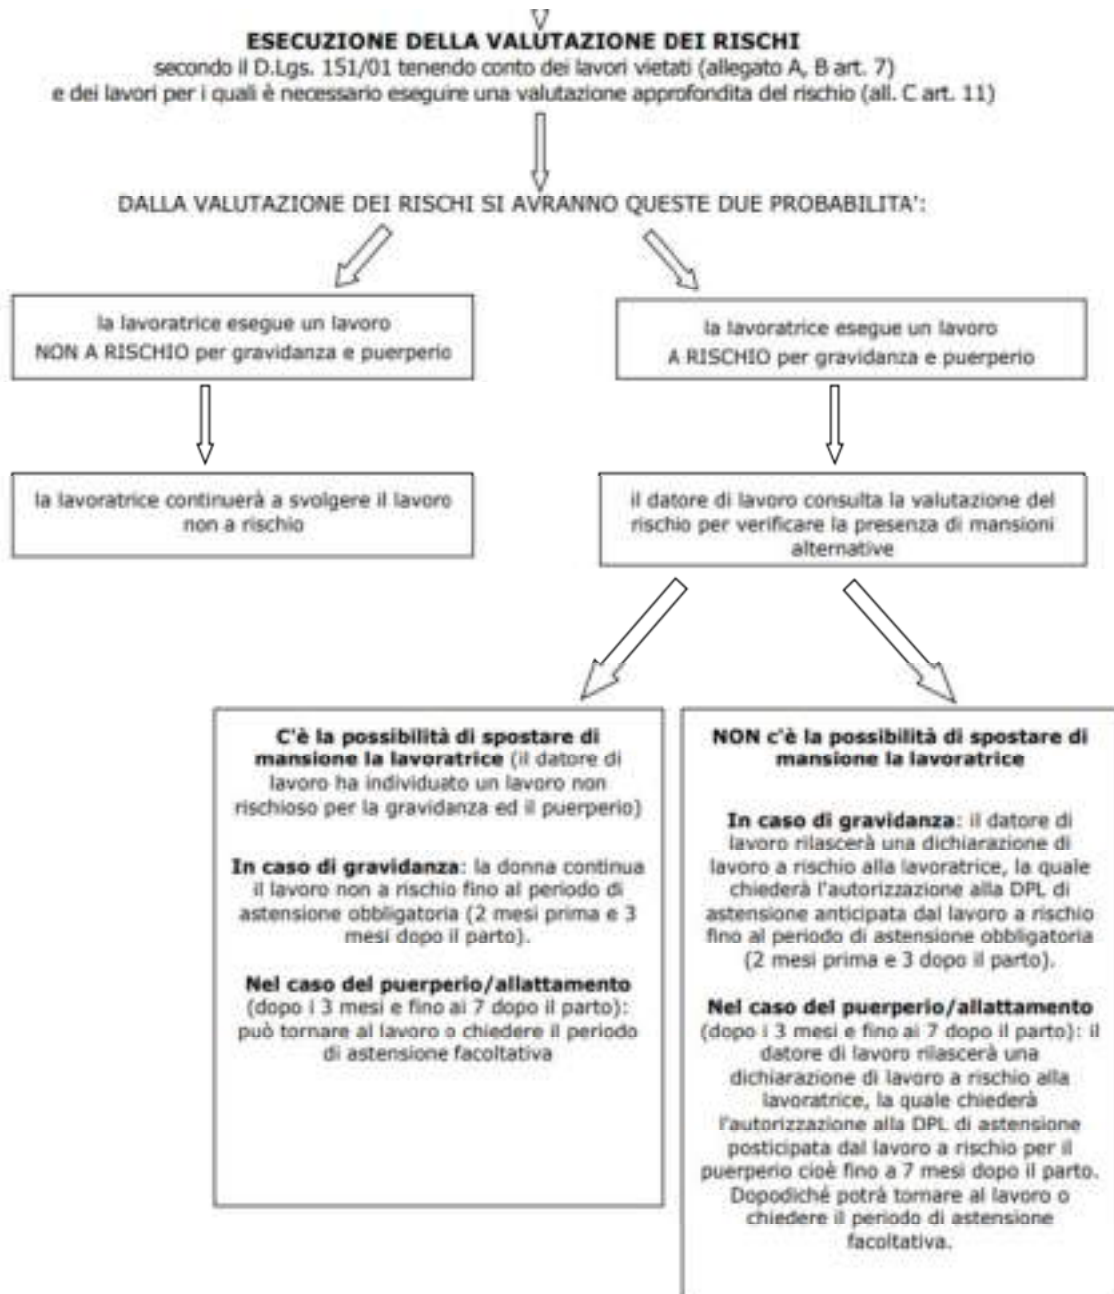 ESECUZIONE DELLA VALUTAZIONE DEI RISCHI
secondo il D.Lgs. 151/01 tenendo conto dei lavori vietati (allegato A, B art. 7)
e dei lavori per i quali è necessario eseguire una valutazione approfondita del rischio (all. C art. 11)
DALLA VALUTAZIONE DEI RISCHI SI AVRANNO QUESTE DUE PROBABILITA':
la lavoratrice esegue un lavoro
NON A RISCHIO per gravidanza e puerperio
la lavoratrice esegue un lavoro
A RISCHIO per gravidanza e puerperio
la lavoratrice continuerà a svolgere il lavoro
non a rischio
il datore di lavoro consulta la valutazione del
rischio per verificare la presenza di mansioni
alternative
C'è la possibilità di spostare di
mansione la lavoratrice (il datore di
lavoro ha individuato un lavoro non
rischioso per la gravidanza ed il puerperio)
In caso di gravidanza: la donna continua
il lavoro non a rischio fino al periodo di
astensione obbligatoria (2 mesi prima e 3
mesi dopo il parto).
Nel caso del puerperio/allattamento
(dopo i 3 mesi e fino ai 7 dopo il parto):
può tornare al lavoro o chiedere il periodo
di astensione facoltativa
NON c'è la possibilità di spostare di
mansione la lavoratrice
In caso di gravidanza: il datore di
lavoro rilascerà una dichiarazione di
lavoro a rischio alla lavoratrice, la quale
chiederà l'autorizzazione alla DPL di
astensione anticipata dal lavoro a rischio
fino al periodo di astensione obbligatoria
(2 mesi prima e 3 dopo il parto).
Nel caso del puerperio/allattamento
(dopo i 3 mesi e fino ai 7 dopo il parto): il
datore di lavoro rilascerà una
dichiarazione di lavoro a rischio alla
lavoratrice, la quale chiederà
l'autorizzazione alla DPL di astensione
posticipata dal lavoro a rischio per il
puerperio cioè fino a 7 mesi dopo il parto.
Dopodiché potrà tornare al lavoro o
chiedere il periodo di astensione
facoltativa.